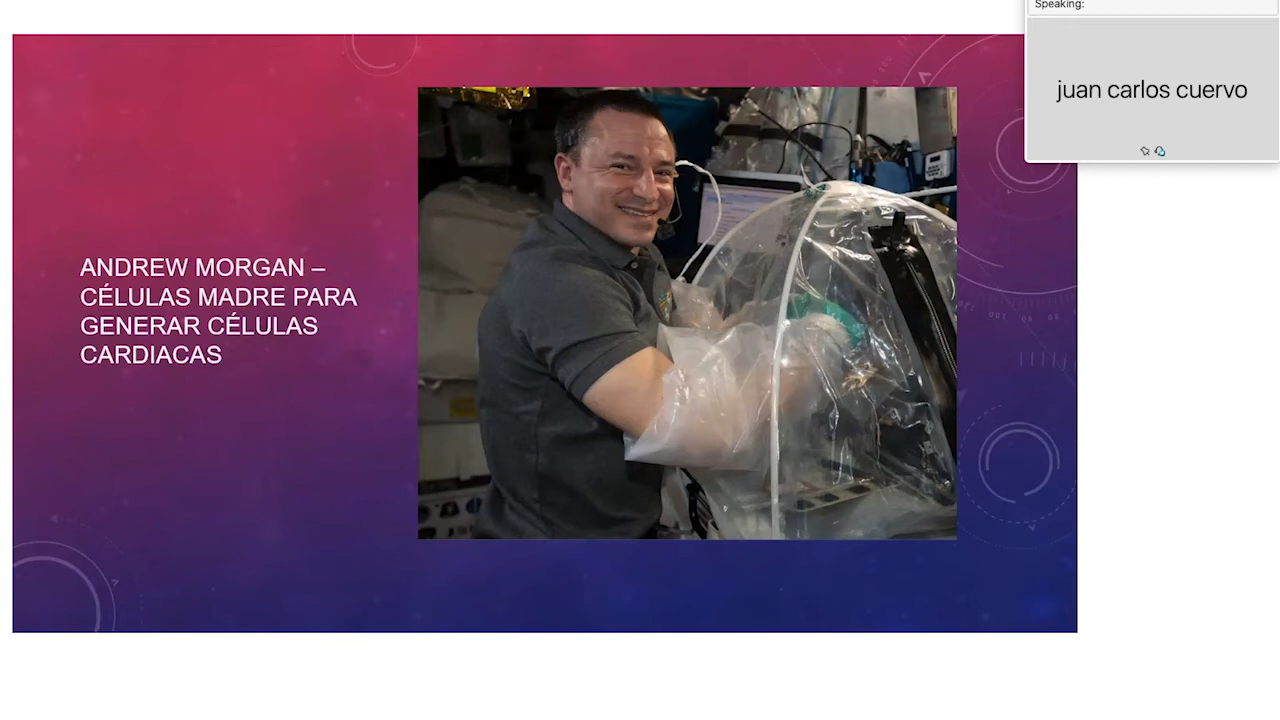 Speaking:
juan carlos cuervo
ANDREW MORGAN –
CÉLULAS MADRE PARA
GENERAR CÉLULAS
CARDIACAS